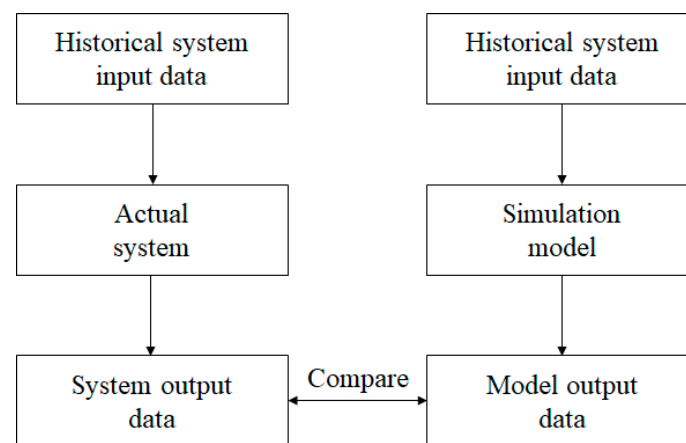 Historical system
input data
Historical system
input data
Actual
system
Simulation
model
System output
data
Compare
Model output
data